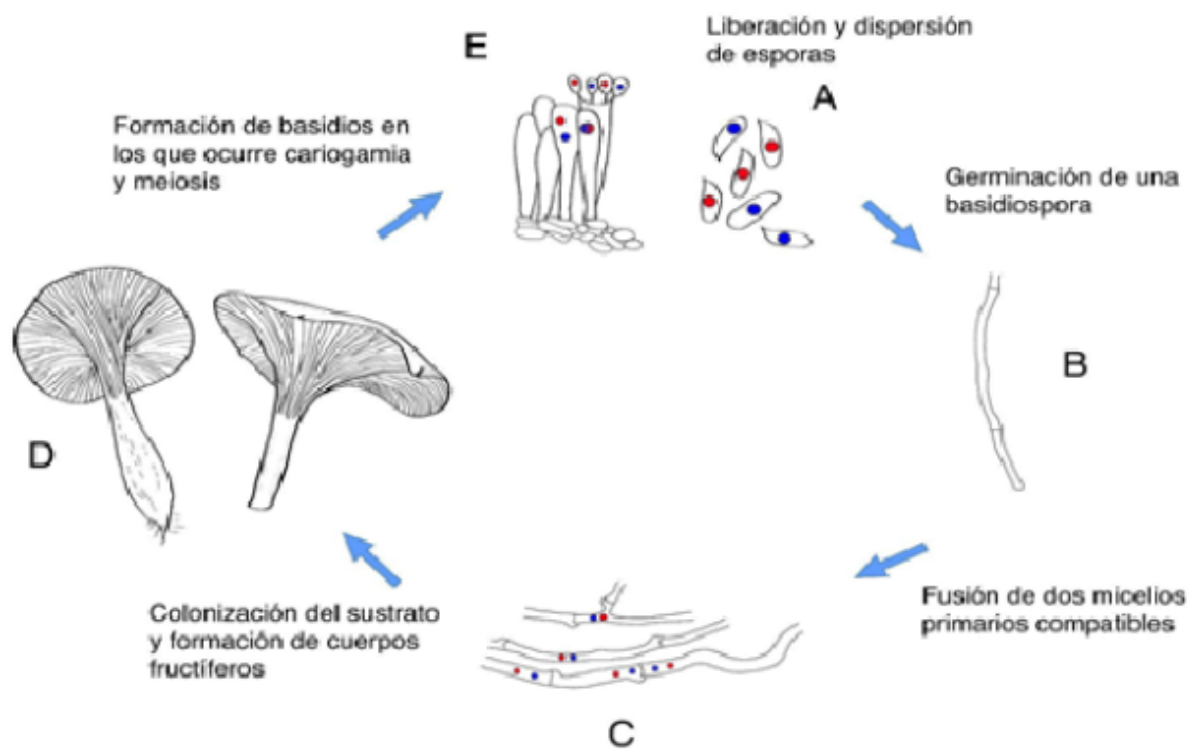 E
Liberación y dispersión
de esporas
A
Formación de basidios en
los que ocurre cariogamia
y meiosis
Germinación de una
basidiospora
B
D
Colonización del sustrato
y formación de cuerpos
fructíferos
Fusión de dos micelios
primarios compatibles
C